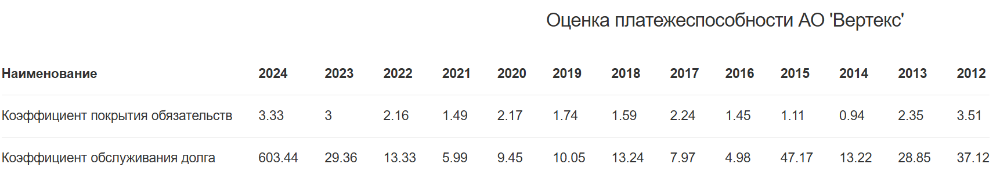 Оценка платежеспособности АО 'Вертекс'
Наименование 2024 2023 2022 2021 2020 2019 2018 2017 2016 2015 2014 2013 2012
Коэффициент покрытия обязательств 3.33 3 2.16 1.49 2.17 1.74 1.59 2.24 1.45 1.11 0.94 2.35 3.51
Коэффициент обслуживания долга 603.44 29.36 13.33 5.99 9.45 10.05 13.24 7.97 4.98 47.17 13.22 28.85 37.12